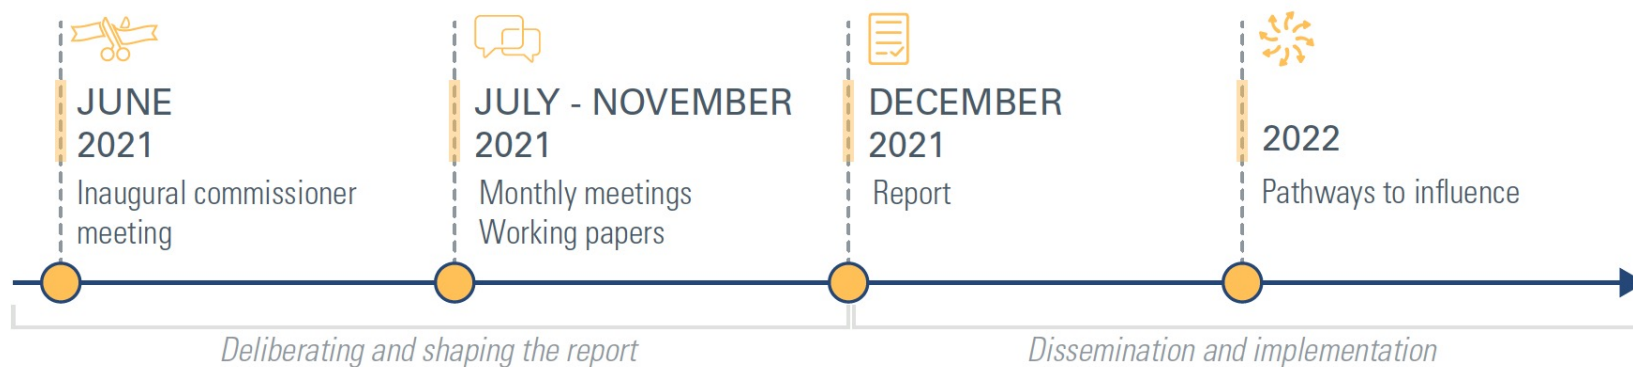 JUNE
2021
Inaugural commissioner
meeting
JULY - NOVEMBER
2021
Monthly meetings
Working papers
DECEMBER
2021
Report
2022
Pathways to influence
Deliberating and shaping the report
Dissemination and implementation